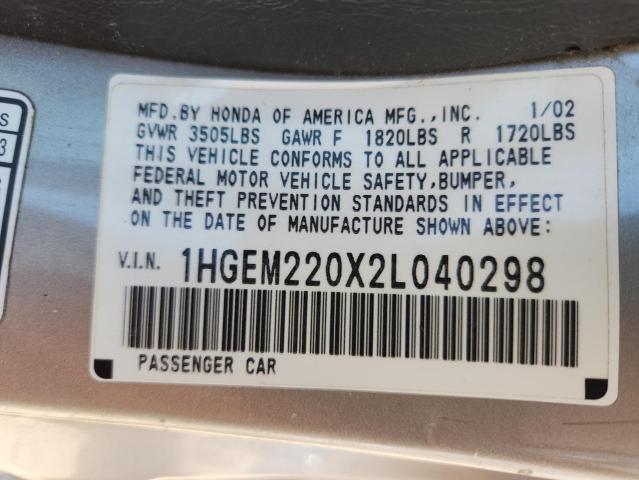 MFD.BY HONDA OF AMERICA MFG.,INC. 1/02
GVWR 3505LBS GAWR F 1820LBS R 1720LBS
THIS VEHICLE CONFORMS TO ALL APPLICABLE
FEDERAL MOTOR VEHICLE SAFETY,BUMPER,
AND THEFT PREVENTION STANDARDS IN EFFECT
ON THE DATE OF MANUFACTURE SHOWN ABOVE:
V.I.N. 1HGEM220X2L040298
PASSENGER CAR
S
3